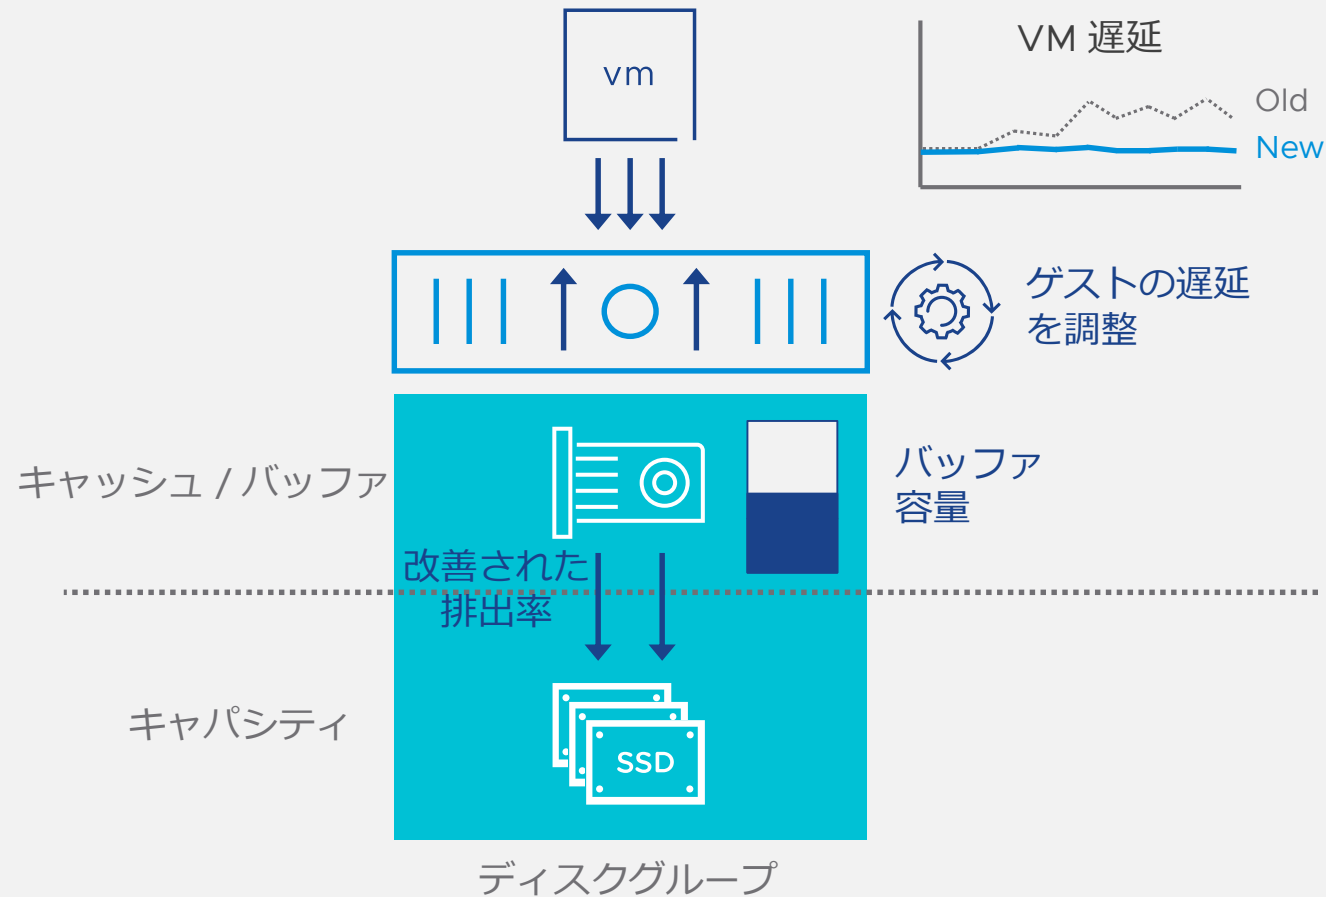 vm
VM 遅延
Old
New
ゲストの遅延
を調整
キャッシュ / バッファ
バッファ
容量
改善された
排出率
キャパシティ
SSD
ディスクグループ